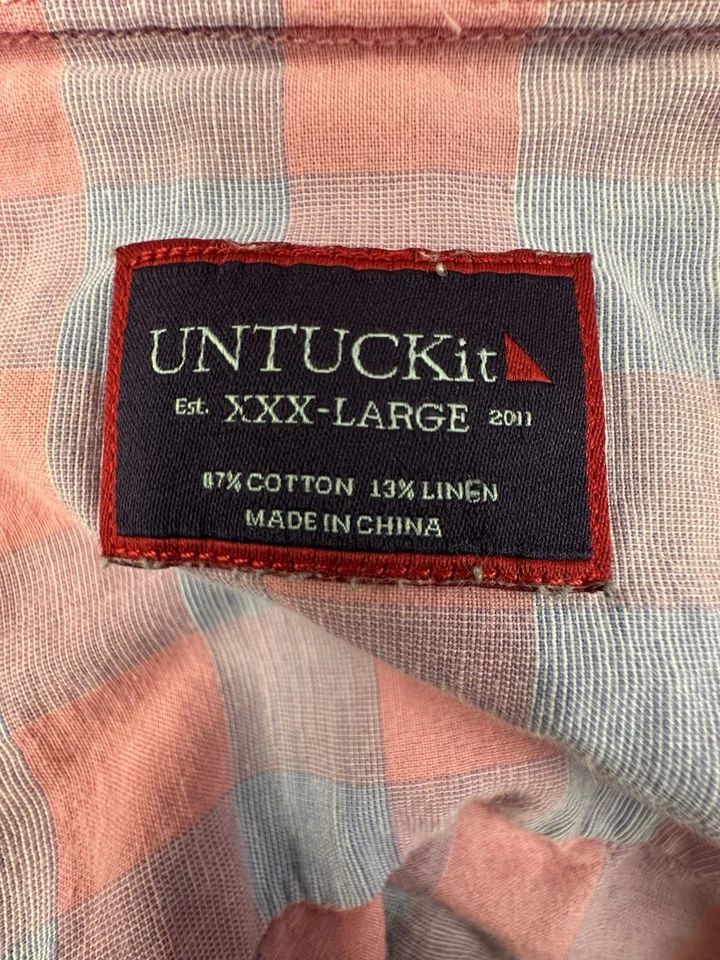 UNTUCKit
Est. XXX-LARGE 2011
87% COTTON 13% LINEN
MADE IN CHINA